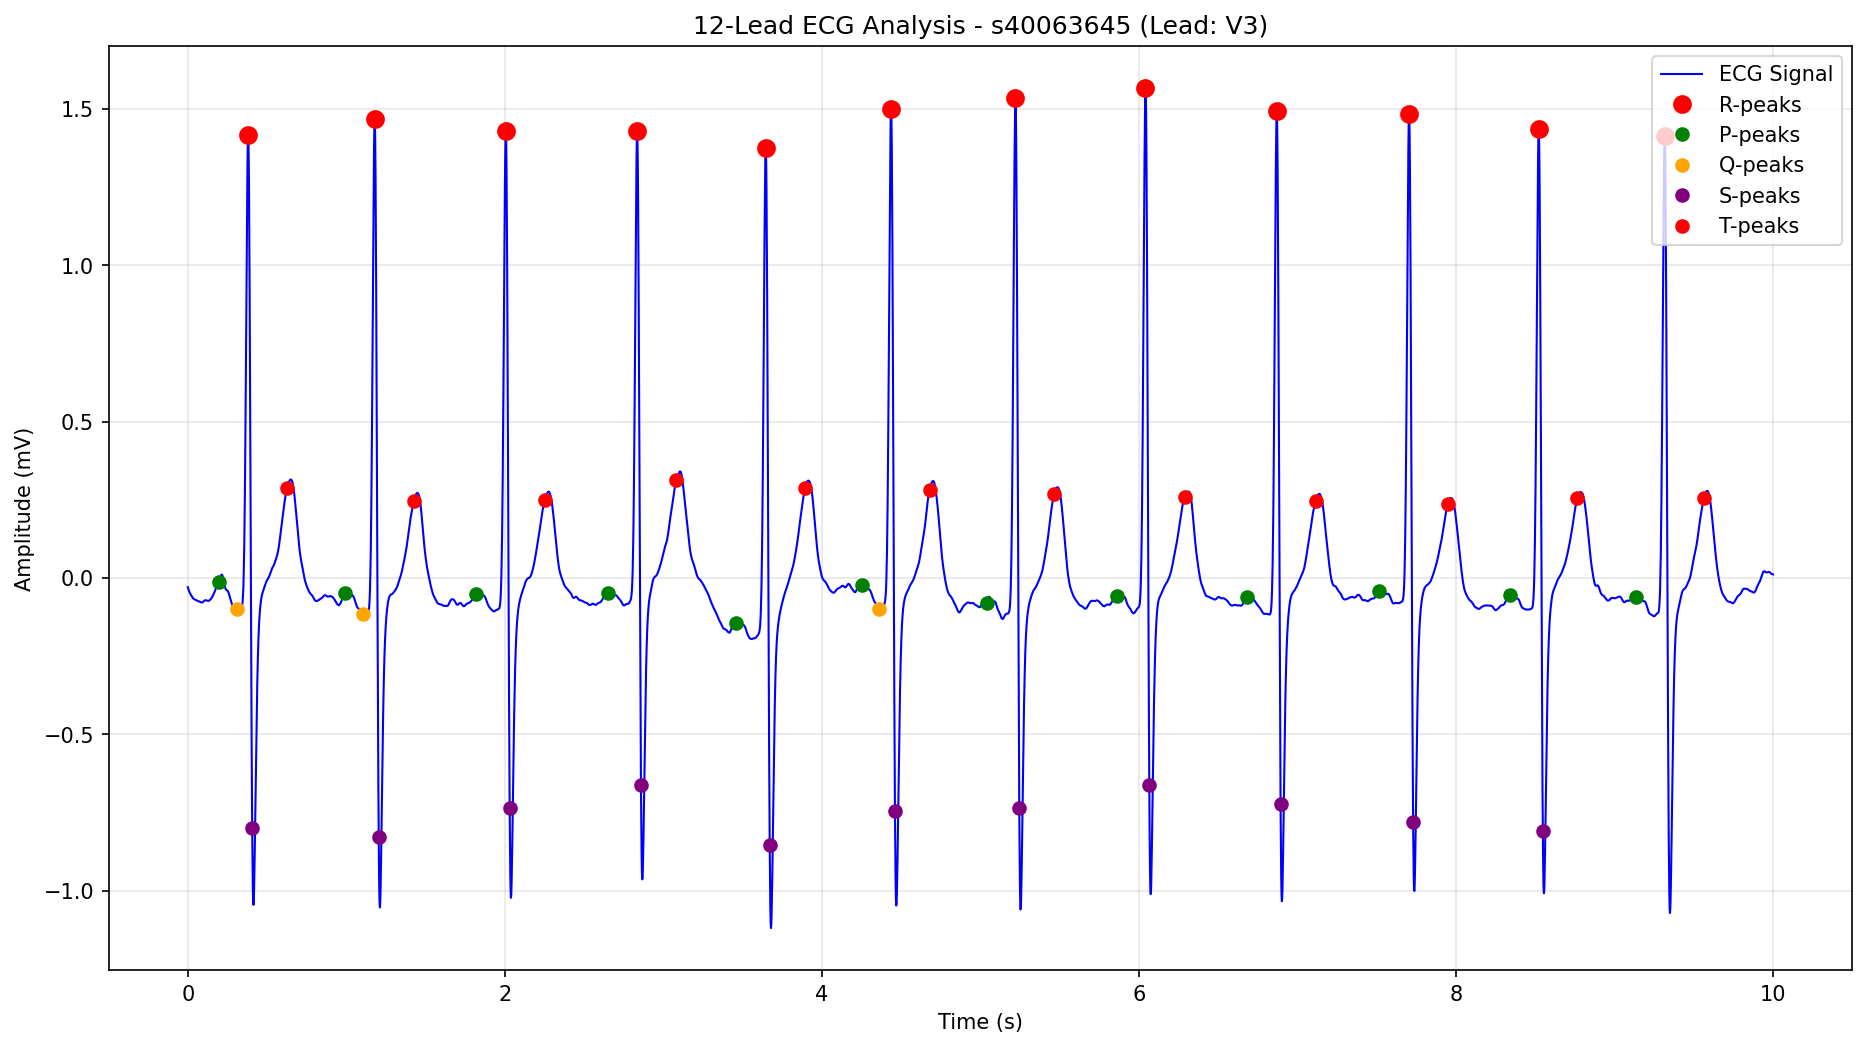 12-Lead ECG Analysis - s40063645 (Lead: V3)
ECG Signal
R-peaks
P-peaks
Q-peaks
S-peaks
T-peaks
Amplitude (mV)
1.5
1.0
0.5
0.0
−0.5
−1.0
0 2 4 6 8 10
Time (s)